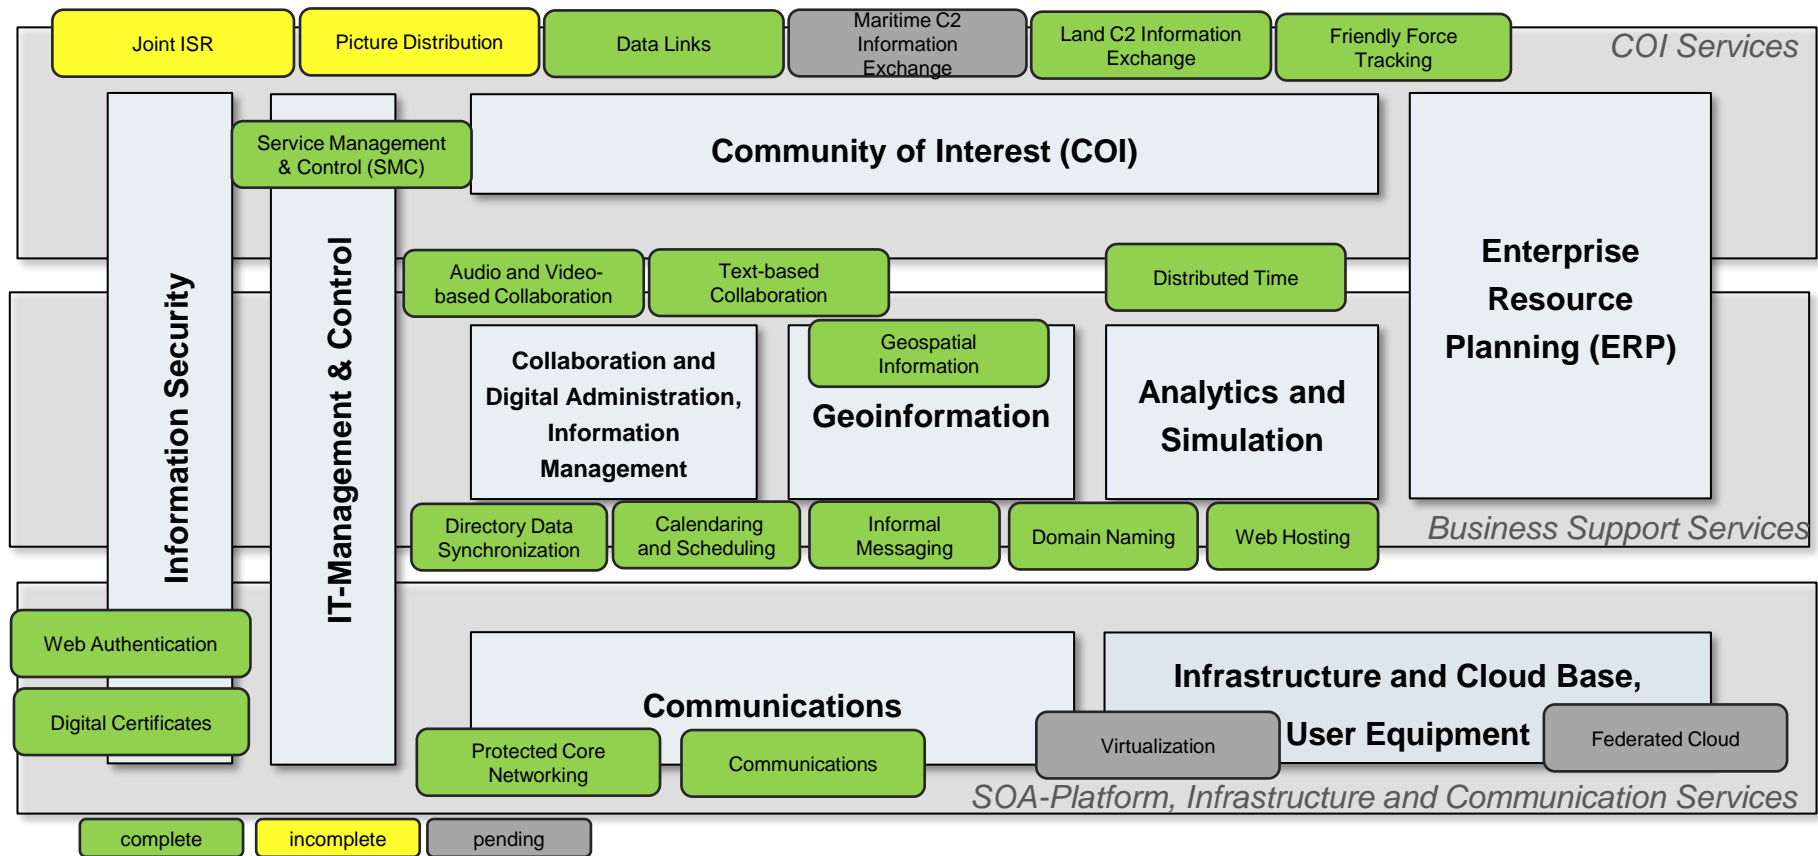 Joint ISR
Picture Distribution
Data Links
Maritime C2
Information
Exchange
Land C2 Information
Exchange
Friendly Force
Tracking
COI Services
Service Management
& Control (SMC)
Community of Interest (COI)
Information Security
IT-Management & Control
Enterprise
Resource
Planning (ERP)
Audio and Video-
based Collaboration
Text-based
Collaboration
Distributed Time
Collaboration and
Digital Administration,
Information
Management
Geospatial
Information
Geoinformation
Analytics and
Simulation
Directory Data
Synchronization
Calendaring
and Scheduling
Informal
Messaging
Domain Naming
Web Hosting
Business Support Services
Web Authentication
Digital Certificates
Communications
Protected Core
Networking
Communications
Infrastructure and Cloud Base,
User Equipment
Virtualization
Federated Cloud
SOA-Platform, Infrastructure and Communication Services
complete
incomplete
pending